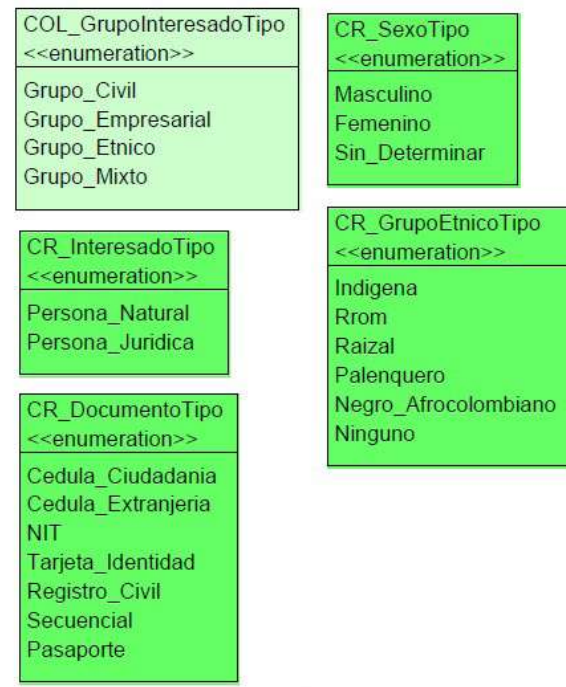 COL_GrupoInteresadoTipo
<<enumeration>>
Grupo_Civil
Grupo_Empresarial
Grupo_Etnico
Grupo_Mixto
CR_InteresadoTipo
<<enumeration>>
Persona_Natural
Persona_Juridica
CR_DocumentoTipo
<<enumeration>>
Cedula_Ciudadania
Cedula_Extranjeria
NIT
Tarjeta_Identidad
Registro_Civil
Secuencial
Pasaporte
CR_SexoTipo
<<enumeration>>
Masculino
Femenino
Sin_Determinar
CR_GrupoEtnicoTipo
<<enumeration>>
Indigena
Rrom
Raizal
Palenquero
Negro_Afrocolombiano
Ninguno